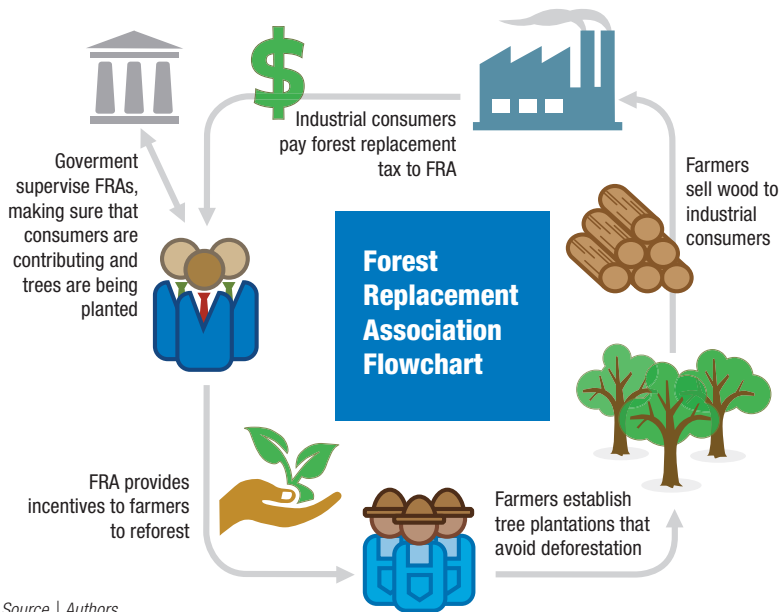 Industrial consumers
pay forest replacement
tax to FRA
Goverment
supervise FRAs,
making sure that
consumers are
contributing and
trees are being
planted
Farmers
sell wood to
industrial
consumers
Forest
Replacement
Association
Flowchart
FRA provides
incentives to farmers
to reforest
Farmers establish
tree plantations that
avoid deforestation
Source | Authors